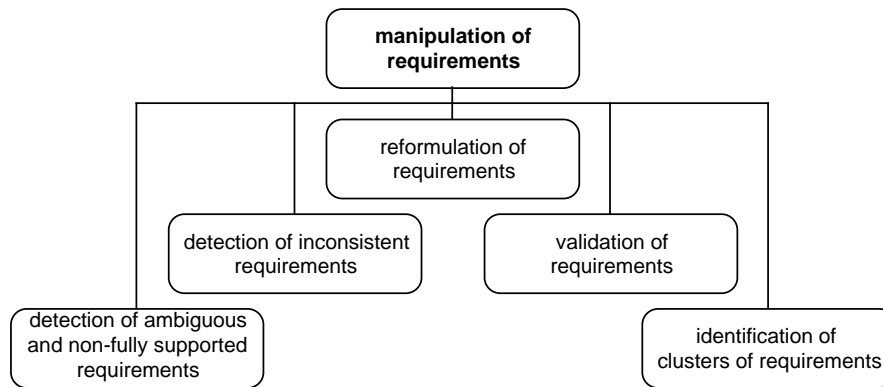 manipulation of
requirements
reformulation of
requirements
detection of inconsistent
requirements
validation of
requirements
detection of ambiguous
and non-fully supported
requirements
identification of
clusters of requirements